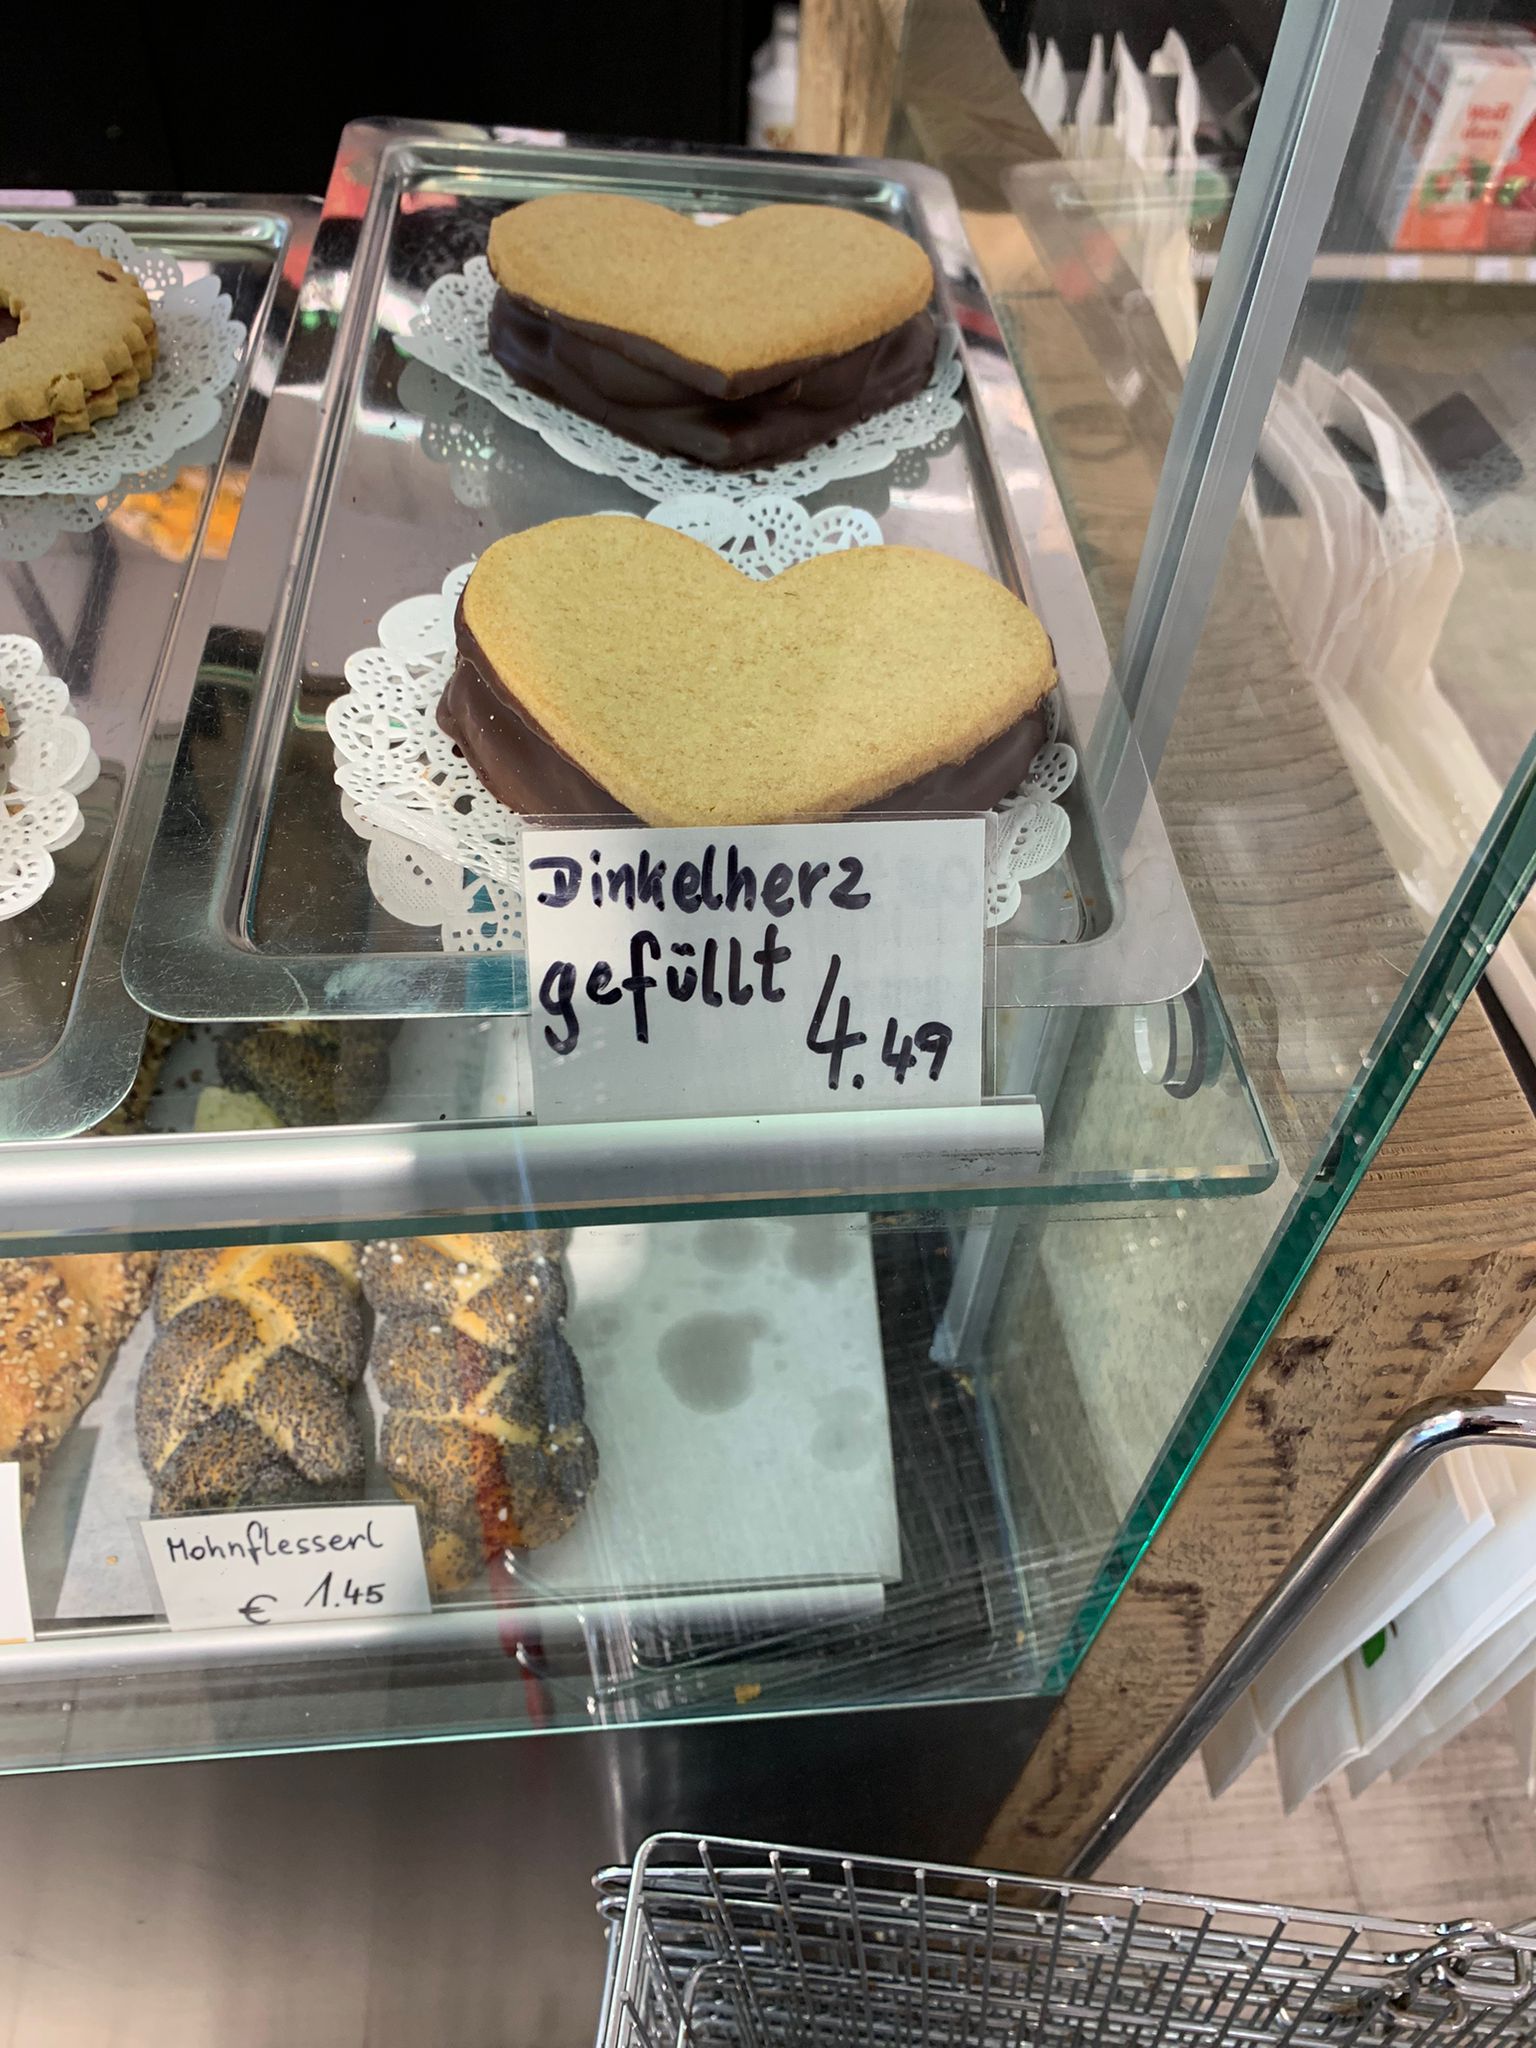 Dinkelherz
gefüllt
4.49
Mohnflesserl
€ 1.45